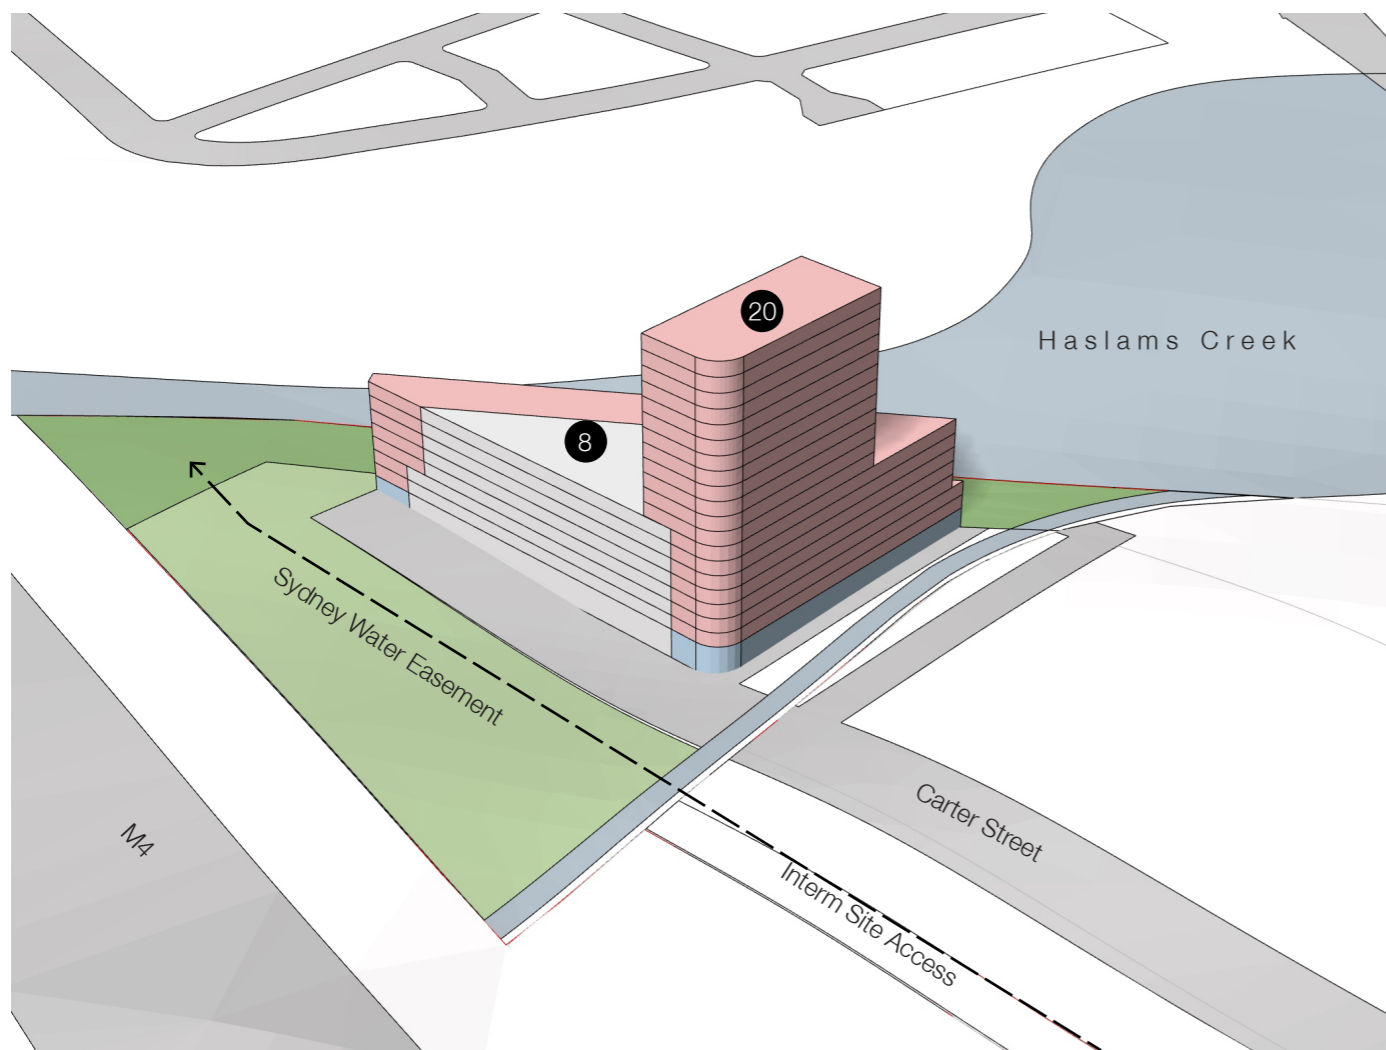 20
Haslams Creek
8
Sydney Water Easement
M4
Carter Street
Interm Site Access